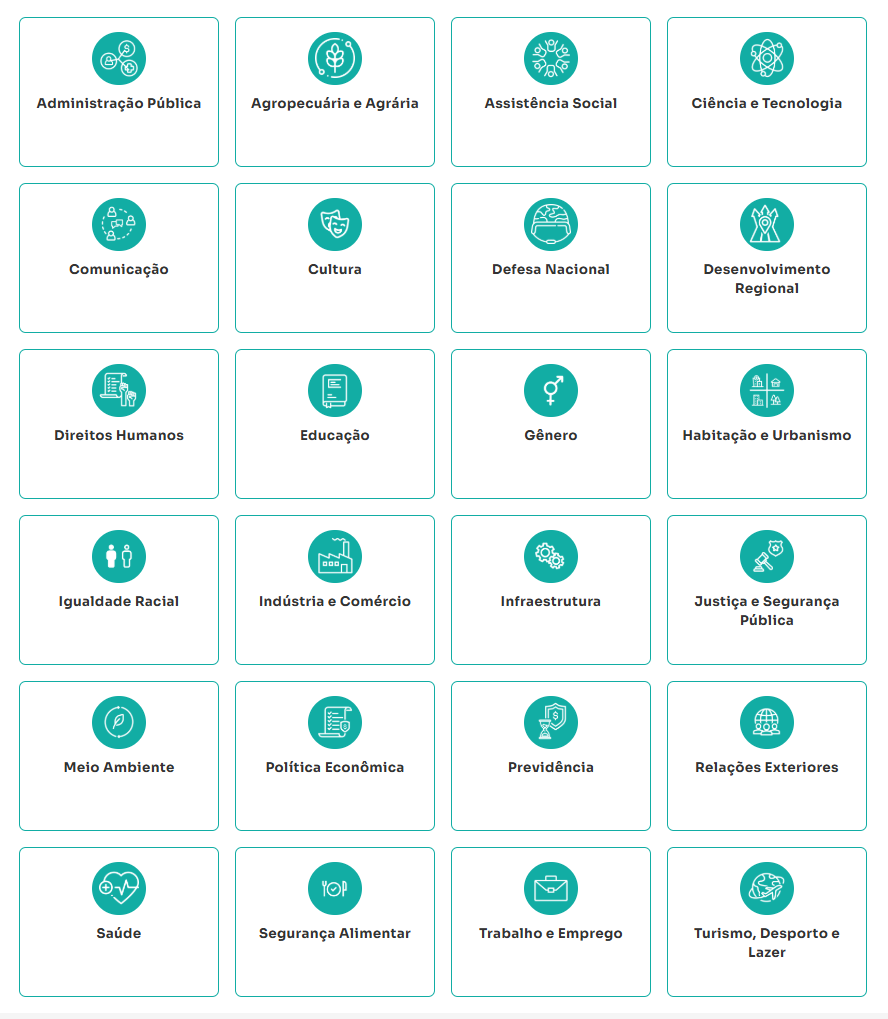 Administração Pública
Agropecuária e Agrária
Assistência Social
Ciência e Tecnologia
Comunicação
Cultura
Defesa Nacional
Desenvolvimento
Regional
Direitos Humanos
Educação
Gênero
Habitação e Urbanismo
Igualdade Racial
Indústria e Comércio
Infraestrutura
Justiça e Segurança
Pública
Meio Ambiente
Política Econômica
Previdência
Relações Exteriores
Saúde
Segurança Alimentar
Trabalho e Emprego
Turismo, Desporto e
Lazer